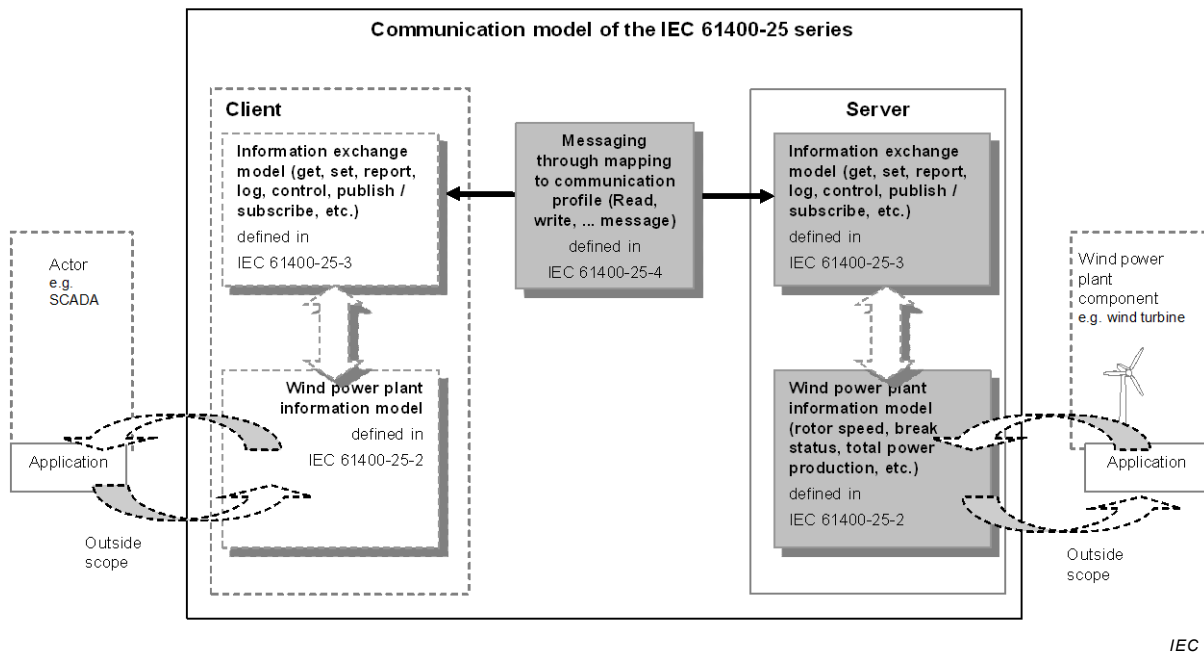 Communication model of the IEC 61400-25 series
Client
Information exchange
model (get, set, report,
log, control, publish /
subscribe, etc.)
defined in
IEC 61400-25-3
Wind power plant
information model
defined in
IEC 61400-25-2
Messaging
through mapping
to communication
profile (Read,
write, ... message)
defined in
IEC 61400-25-4
Server
Information exchange
model (get, set, report,
log, control, publish /
subscribe, etc.)
defined in
IEC 61400-25-3
Wind power plant
information model
(rotor speed, break
status, total power
production, etc.)
defined in
IEC 61400-25-2
Actor
e.g.
SCADA
Application
Outside
scope
Wind power
plant
component
e.g. wind turbine
Application
Outside
scope
IEC